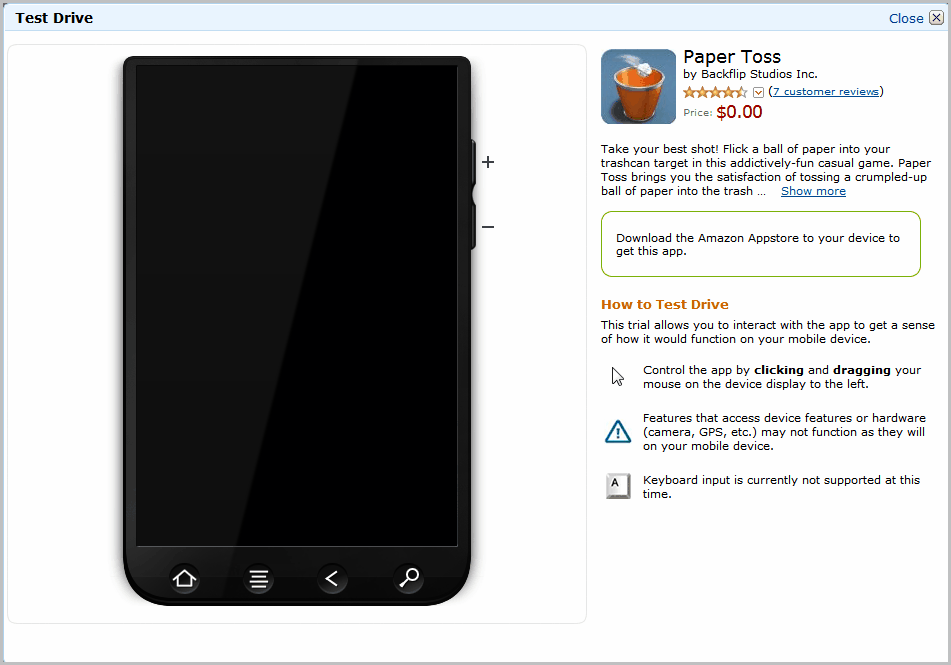 Test Drive
Close
Paper Toss
by Backflip Studios Inc.
(7 customer reviews)
Price: $0.00
Take your best shot! Flick a ball of paper into your
trashcan target in this addictively-fun casual game. Paper
Toss brings you the satisfaction of tossing a crumpled-up
ball of paper into the trash ... Show more
Download the Amazon Appstore to your device to
get this app.
How to Test Drive
This trial allows you to interact with the app to get a sense
of how it would function on your mobile device.
Control the app by clicking and dragging your
mouse on the device display to the left.
Features that access device features or hardware
(camera, GPS, etc.) may not function as they will
on your mobile device.
A
Keyboard input is currently not supported at this
time.